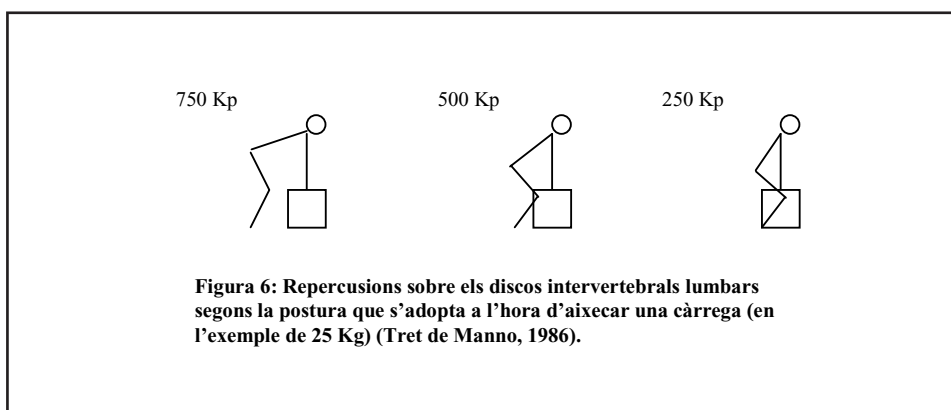 750 Kp
500 Kp
250 Kp
Figura 6: Repercusions sobre els discos intervertebrals lumbars
segons la postura que s’adopta a l’hora d’aixecar una càrrega (en
l’exemple de 25 Kg) (Tret de Manno, 1986).